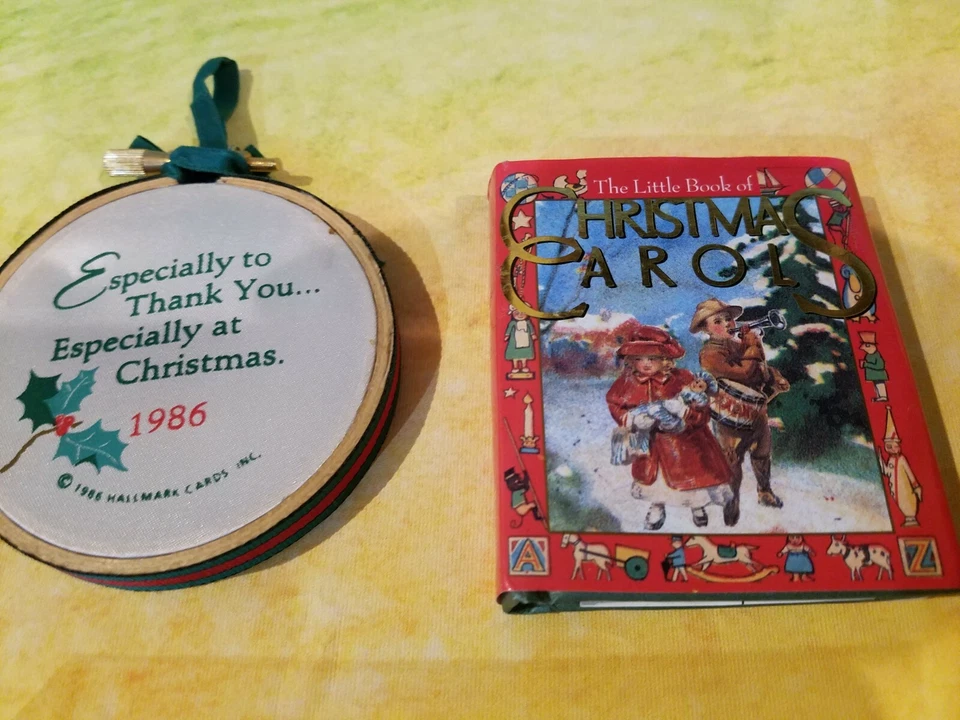 Especially to
Thank You...
Especially at
Christmas.
1986
© 1986 HALLMARK CARDS INC.
The Little Book of
CHRISTMAS
CAROLS
A
Z